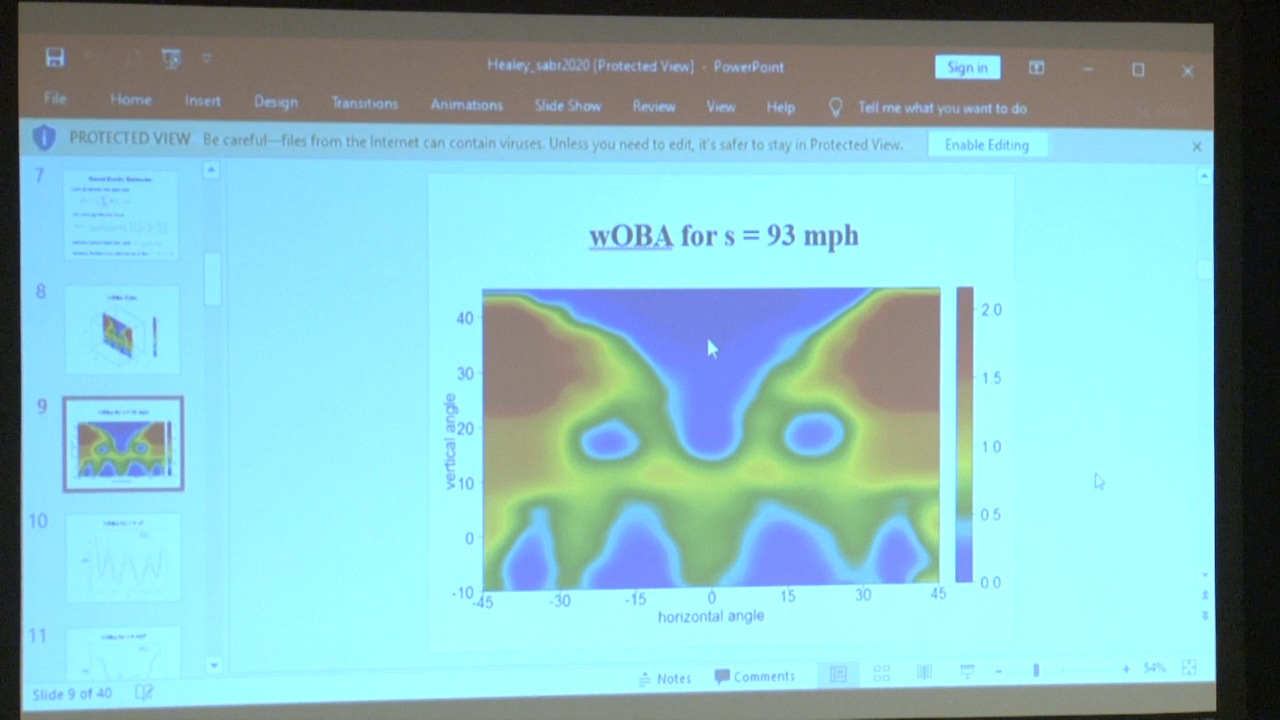 Healey_sabr2020 [Protected View] - PowerPoint
Sign in
File Home Insert Design Transitions Animations Slide Show Review View Help Tell me what you want to do
PROTECTED VIEW Be careful—files from the Internet can contain viruses. Unless you need to edit, it's safer to stay in Protected View. Enable Editing
7
8
9
10
11
wOBA for s = 93 mph
vertical angle
40
30
20
10
0
-10
-45 -30 -15 0 15 30 45
horizontal angle
2.0
1.5
1.0
0.5
0.0
Slide 9 of 40
Notes Comments
54%